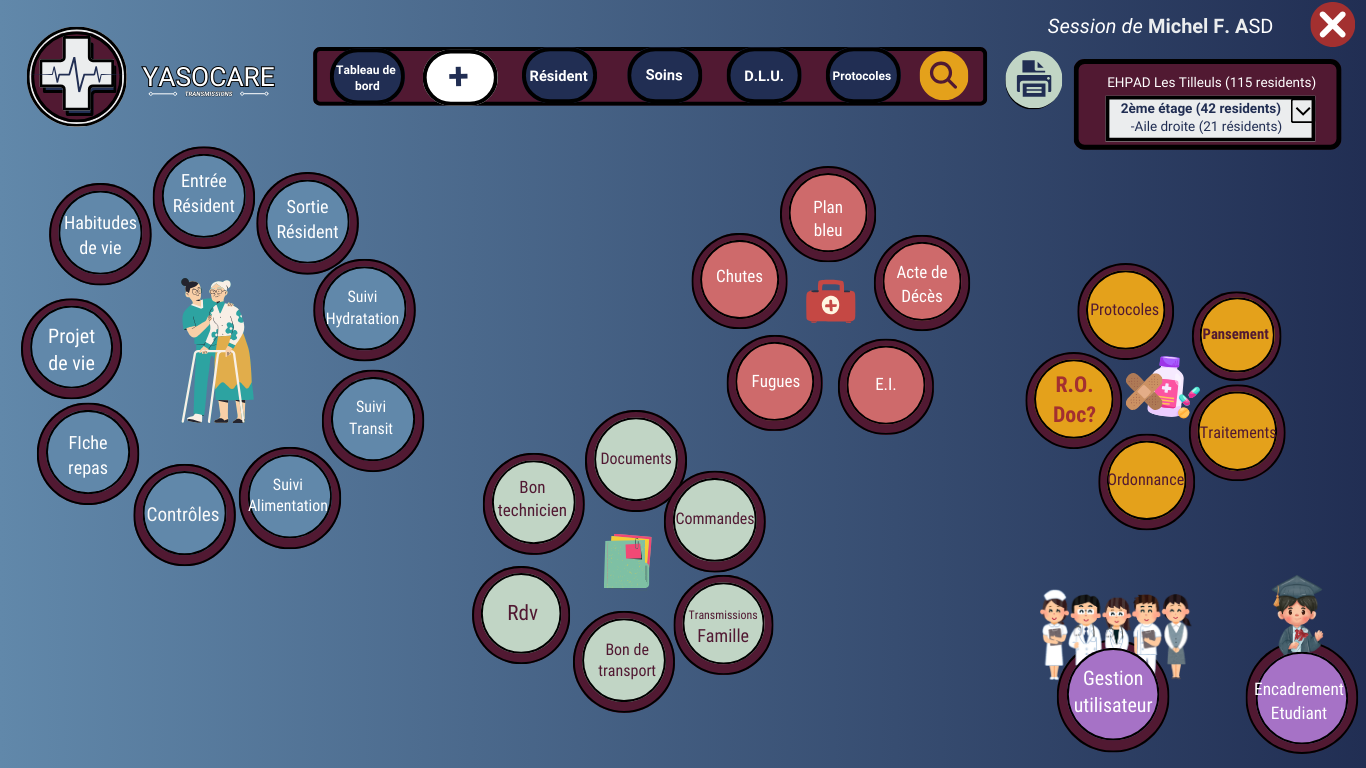 Session de Michel F. ASD
YASOCARE
TRANSMISSIONS
Tableau de
bord
+
Résident
Soins
D.L.U.
Protocoles
EHPAD Les Tilleuls (115 residents)
2ème étage (42 residents)
-Aile droite (21 résidents)
Entrée
Résident
Habitudes
de vie
Sortie
Résident
Suivi
Hydratation
Projet
de vie
Suivi
Transit
FIche
repas
Suivi
Alimentation
Contrôles
Plan
bleu
Chutes
Acte de
Décès
Fugues
E.I.
Protocoles
Pansement
R.O.
Doc?
Traitements
Ordonnance
Documents
Bon
technicien
Commandes
Rdv
Transmissions
Famille
Bon de
transport
Gestion
utilisateur
Encadrement
Etudiant